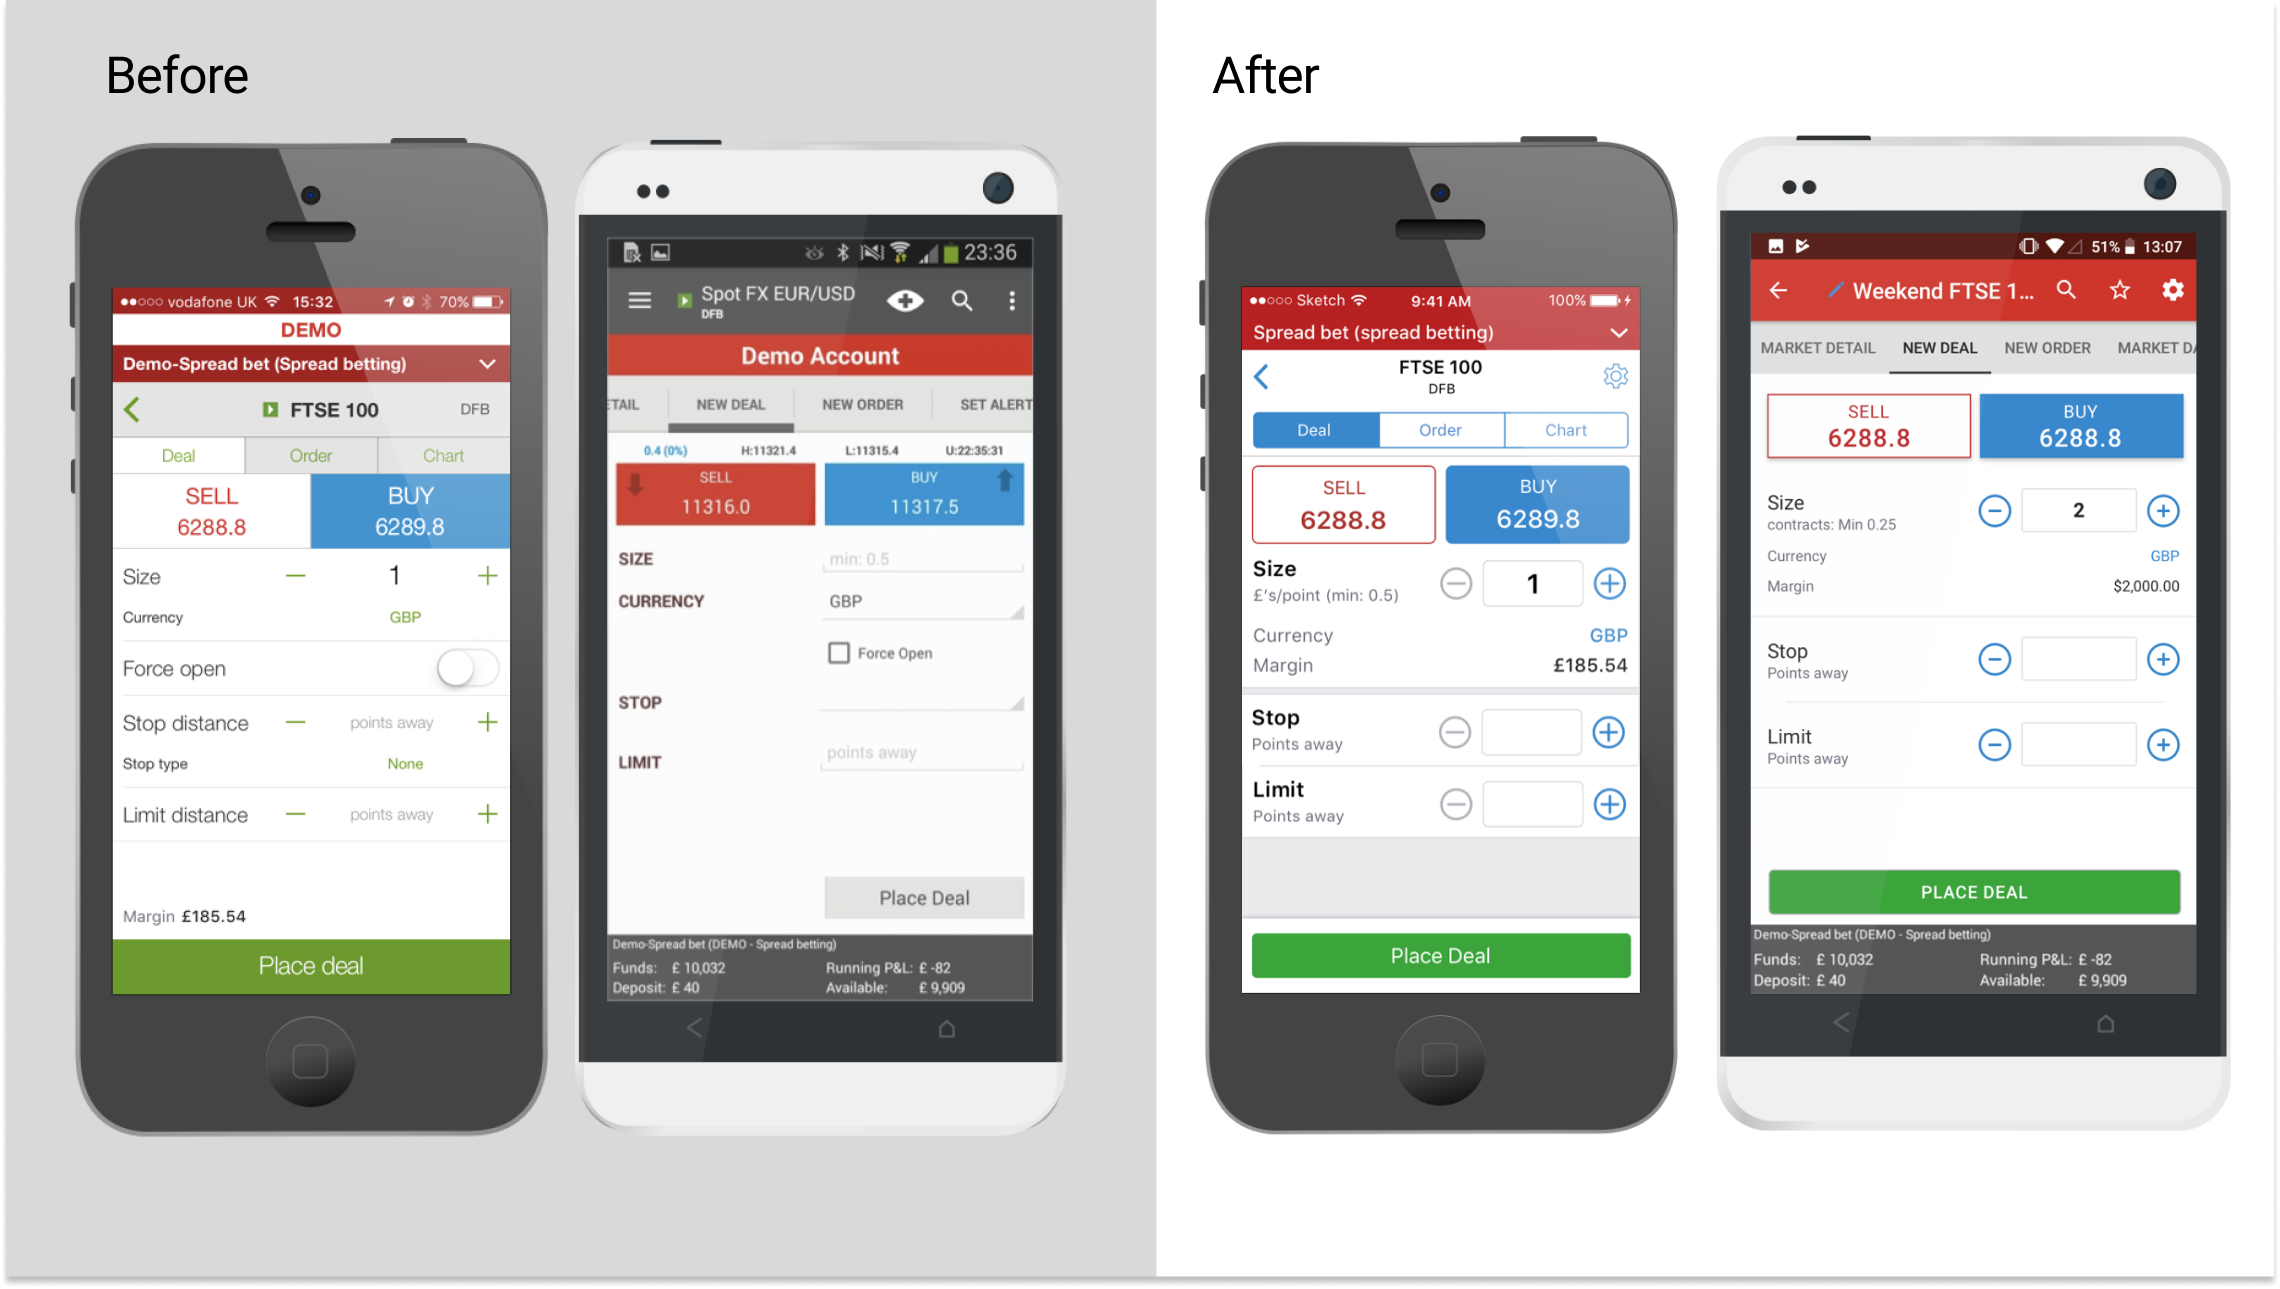 Before
vodafone UK 15:32 70%
DEMO
Demo-Spread bet (Spread betting)
FTSE 100 DFB
Deal Order Chart
SELL BUY
6288.8 6289.8
Size 1
Currency GBP
Force open
Stop distance points away
Stop type None
Limit distance points away
Margin £185.54
Place deal
23:36
Spot FX EUR/USD
DFB
Demo Account
TAIL NEW DEAL NEW ORDER SET ALERT
0.4 (0%) H:11321.4 L:11315.4 U:22:35:31
SELL BUY
11316.0 11317.5
SIZE min: 0.5
CURRENCY GBP
Force Open
STOP
LIMIT points away
Place Deal
Demo-Spread bet (DEMO - Spread betting)
Funds: £ 10,032 Running P&L: £ -82
Deposit: £ 40 Available: £ 9,909
After
Sketch 9:41 AM 100%
Spread bet (spread betting)
FTSE 100
DFB
Deal Order Chart
SELL BUY
6288.8 6289.8
Size 1
£'s/point (min: 0.5)
Currency GBP
Margin £185.54
Stop
Points away
Limit
Points away
Place Deal
51% 13:07
Weekend FTSE 1...
MARKET DETAIL NEW DEAL NEW ORDER MARKET DA
SELL BUY
6288.8 6288.8
Size 2
contracts: Min 0.25
Currency GBP
Margin $2,000.00
Stop
Points away
Limit
Points away
PLACE DEAL
Demo-Spread bet (DEMO - Spread betting)
Funds: £ 10,032 Running P&L: £ -82
Deposit: £ 40 Available: £ 9,909